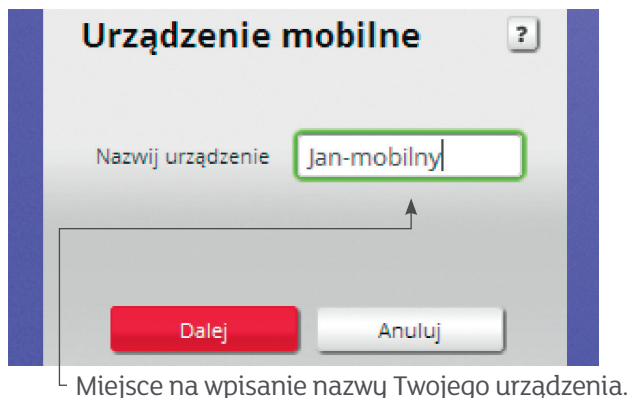 Urządzenie mobilne ?
Nazwij urządzenie Jan-mobilny
Dalej Anuluj
Miejsce na wpisanie nazwy Twojego urządzenia.